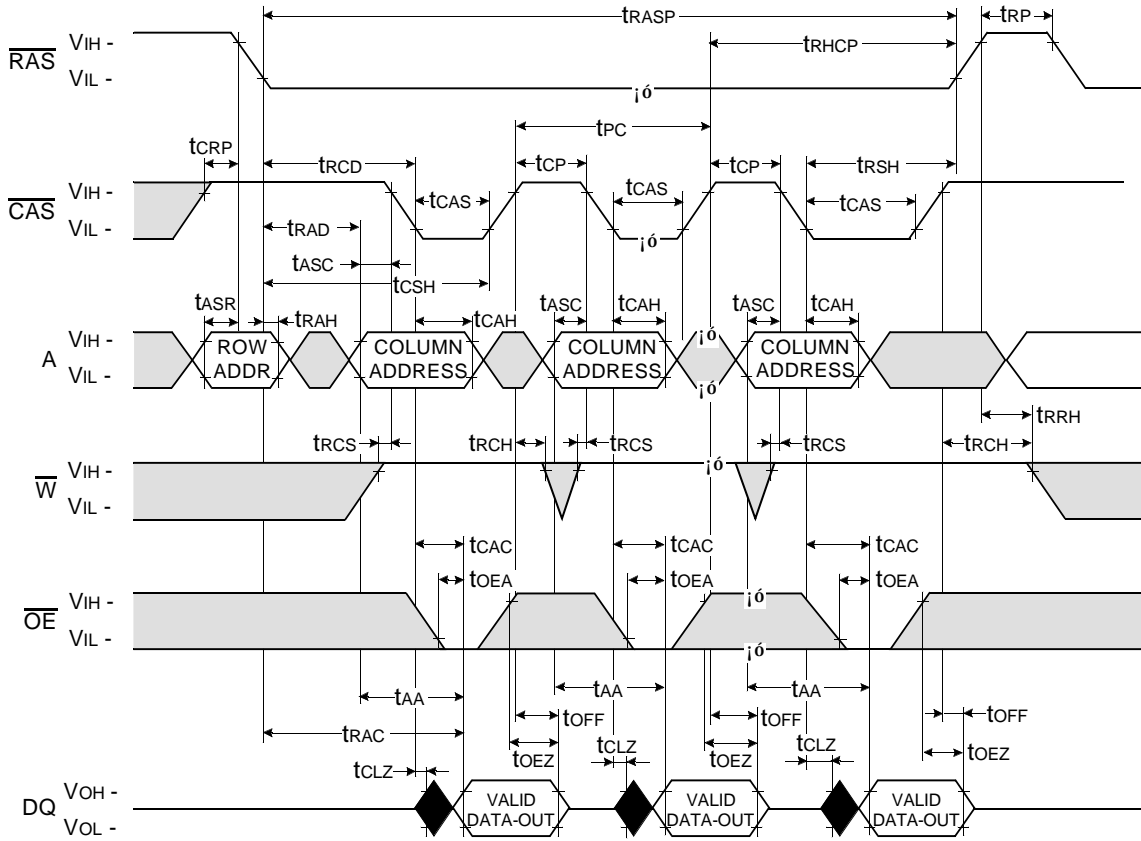 tRASP
tRP
tRHCP
RAS
VIH -
VIL -
¡ó
tPC
tCRP
tRCD
tCP
tCP
tRSH
CAS
VIH -
VIL -
tCAS
tCAS
tCAS
¡ó
tRAD
tASC
tCSH
tASR
tRAH
tCAH
tASC
tCAH
tASC
tCAH
A
VIH -
VIL -
ROW
ADDR
COLUMN
ADDRESS
COLUMN
ADDRESS
¡ó
¡ó
COLUMN
ADDRESS
tRRH
tRCS
tRCH
tRCS
tRCS
tRCH
W
VIH -
VIL -
¡ó
tCAC
tCAC
tCAC
tOEA
tOEA
tOEA
OE
VIH -
VIL -
¡ó
¡ó
tAA
tAA
tAA
tOFF
tOFF
tOFF
tRAC
tCLZ
tOEZ
tCLZ
tOEZ
tCLZ
tOEZ
DQ
VOH -
VOL -
VALID
DATA-OUT
VALID
DATA-OUT
VALID
DATA-OUT